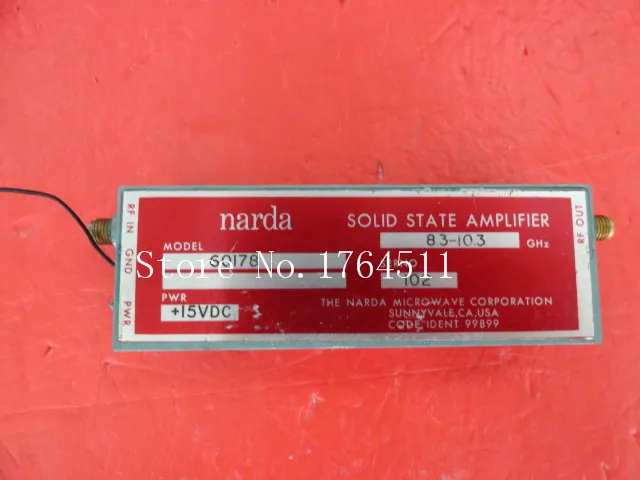 narda
SOLID STATE AMPLIFIER
8.3-10.3 GHz
MODEL
60178
102
PWR
+15VDC
THE NARDA MICROWAVE CORPORATION
SUNNYVALE, CA, USA
CODE IDENT 99899
RF IN
GND
PWR
RF OUT
Store No.: 1764511